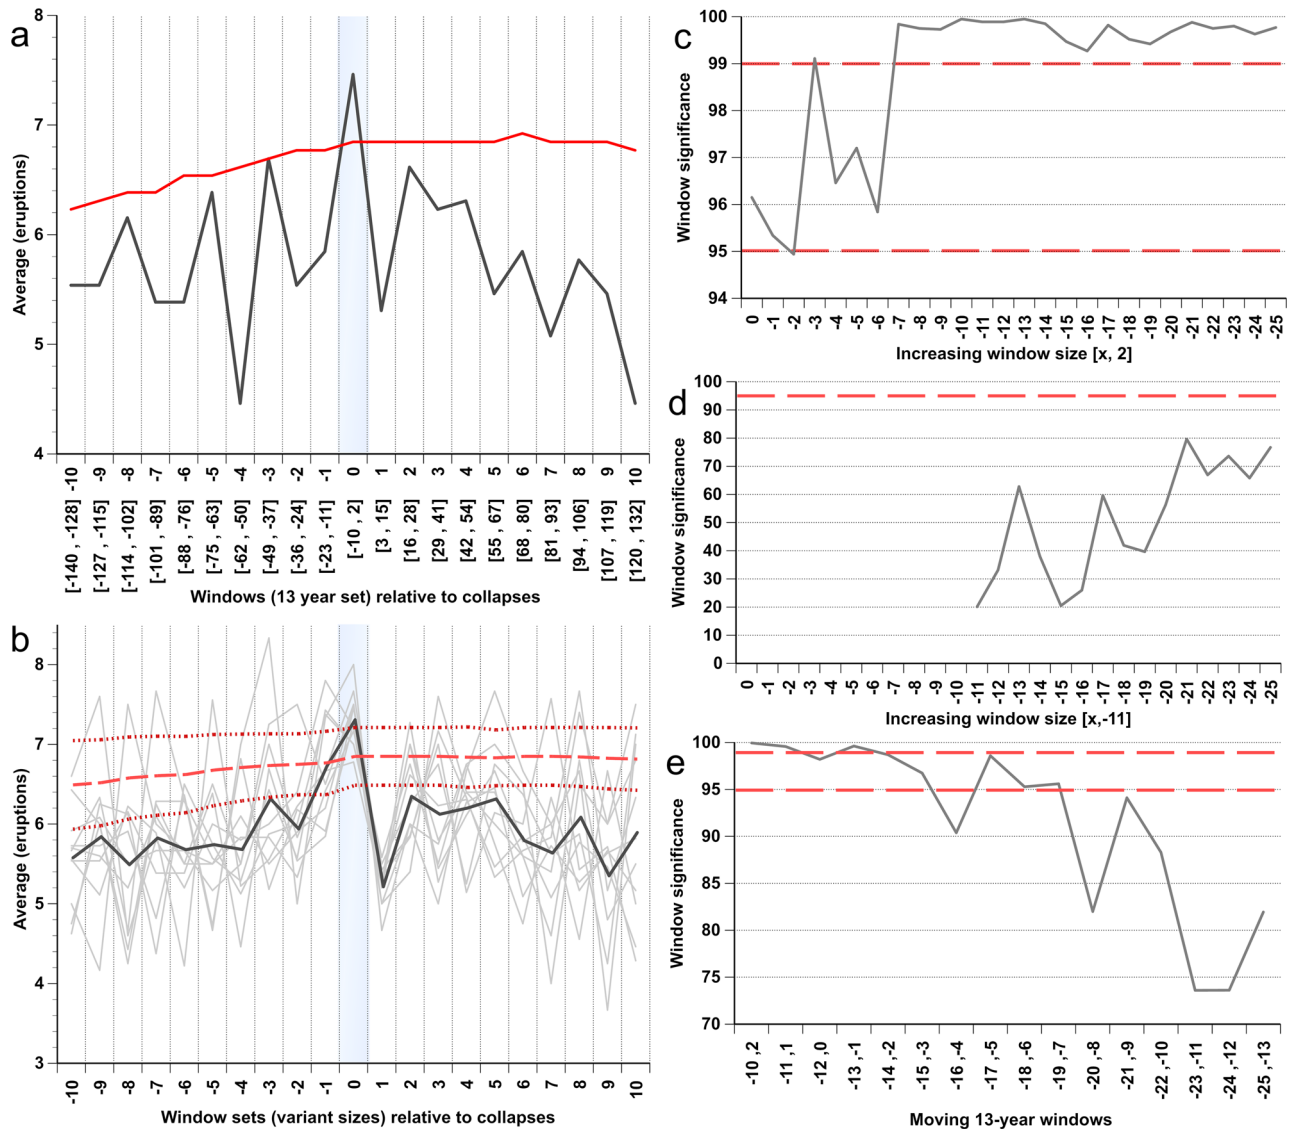 a
8
7
6
5
4
Average (eruptions)
-10 -9 -8 -7 -6 -5 -4 -3 -2 -1 0 1 2 3 4 5 6 7 8 9 10
[-140 , -128] [-127 , -115] [-114 , -102] [-101 , -89] [-88 , -76] [-75 , -63] [-62 , -50] [-49 , -37] [-36 , -24] [-23 , -11] [-10 , 2] [3 , 15] [16 , 28] [29 , 41] [42 , 54] [55 , 67] [68 , 80] [81 , 93] [94 , 106] [107 , 119] [120 , 132]
Windows (13 year set) relative to collapses
b
8
7
6
5
4
3
Average (eruptions)
-10 -9 -8 -7 -6 -5 -4 -3 -2 -1 0 1 2 3 4 5 6 7 8 9 10
Window sets (variant sizes) relative to collapses
c
100
99
98
97
96
95
94
Window significance
0 -1 -2 -3 -4 -5 -6 -7 -8 -9 -10 -11 -12 -13 -14 -15 -16 -17 -18 -19 -20 -21 -22 -23 -24 -25
Increasing window size [x, 2]
d
100
90
80
70
60
50
40
30
20
10
0
Window significance
0 -1 -2 -3 -4 -5 -6 -7 -8 -9 -10 -11 -12 -13 -14 -15 -16 -17 -18 -19 -20 -21 -22 -23 -24 -25
Increasing window size [x,-11]
e
100
95
90
85
80
75
70
Window significance
-10 ,2 -11 ,1 -12 ,0 -13 ,-1 -14 ,-2 -15 ,-3 -16 ,-4 -17 ,-5 -18 ,-6 -19 ,-7 -20 ,-8 -21 ,-9 -22 ,-10 -23 ,-11 -24 ,-12 -25 ,-13
Moving 13-year windows